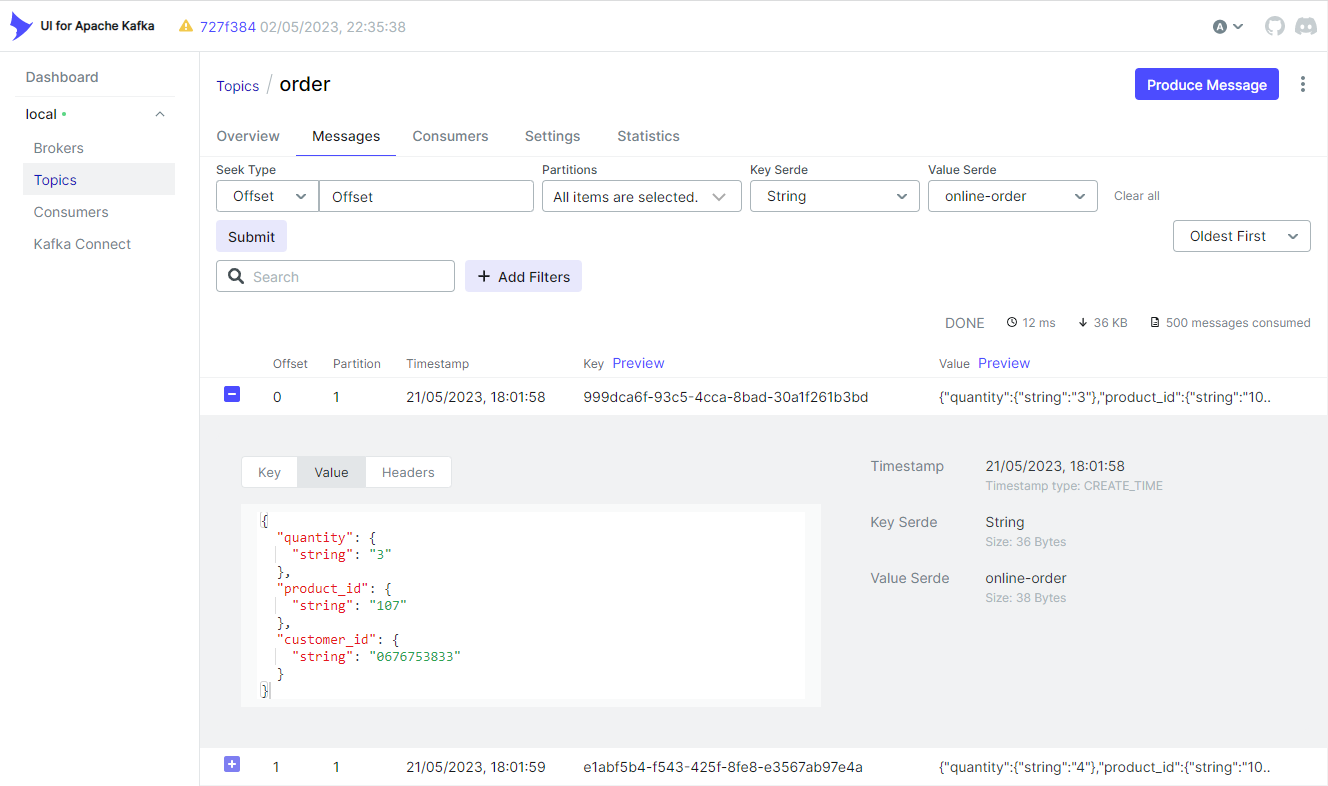 UI for Apache Kafka 727f384 02/05/2023, 22:35:38 A
Dashboard
local
Brokers
Topics
Consumers
Kafka Connect
Topics / order Produce Message
Overview Messages Consumers Settings Statistics
Seek Type Partitions Key Serde Value Serde
Offset Offset All items are selected. String online-order Clear all
Submit Oldest First
Search + Add Filters
DONE 12 ms 36 KB 500 messages consumed
Offset Partition Timestamp Key Preview Value Preview
0 1 21/05/2023, 18:01:58 999dca6f-93c5-4cca-8bad-30a1f261b3bd {"quantity":{"string":"3"},"product_id":{"string":"10..
Key Value Headers
{
"quantity": {
"string": "3"
},
"product_id": {
"string": "107"
},
"customer_id": {
"string": "0676753833"
}
}
Timestamp 21/05/2023, 18:01:58
Timestamp type: CREATE_TIME
Key Serde String
Size: 36 Bytes
Value Serde online-order
Size: 38 Bytes
1 1 21/05/2023, 18:01:59 e1abf5b4-f543-425f-8fe8-e3567ab97e4a {"quantity":{"string":"4"},"product_id":{"string":"10..